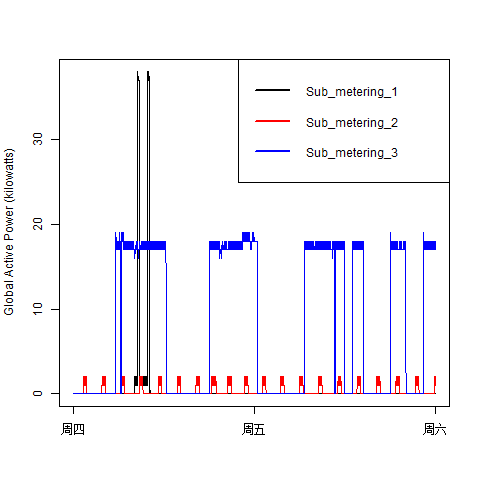 Sub_metering_1
Sub_metering_2
Sub_metering_3
Global Active Power (kilowatts)
30
20
10
0
周四 周五 周六